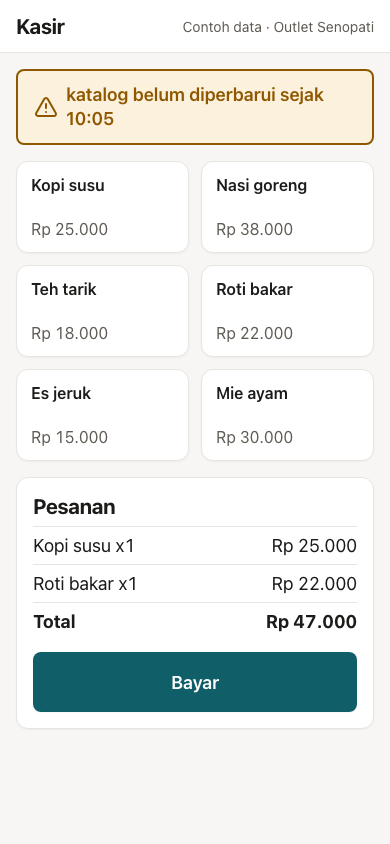 Kasir
Contoh data · Outlet Senopati
katalog belum diperbarui sejak
10:05
Kopi susu
Rp 25.000
Nasi goreng
Rp 38.000
Teh tarik
Rp 18.000
Roti bakar
Rp 22.000
Es jeruk
Rp 15.000
Mie ayam
Rp 30.000
Pesanan
Kopi susu x1 Rp 25.000
Roti bakar x1 Rp 22.000
Total Rp 47.000
Bayar